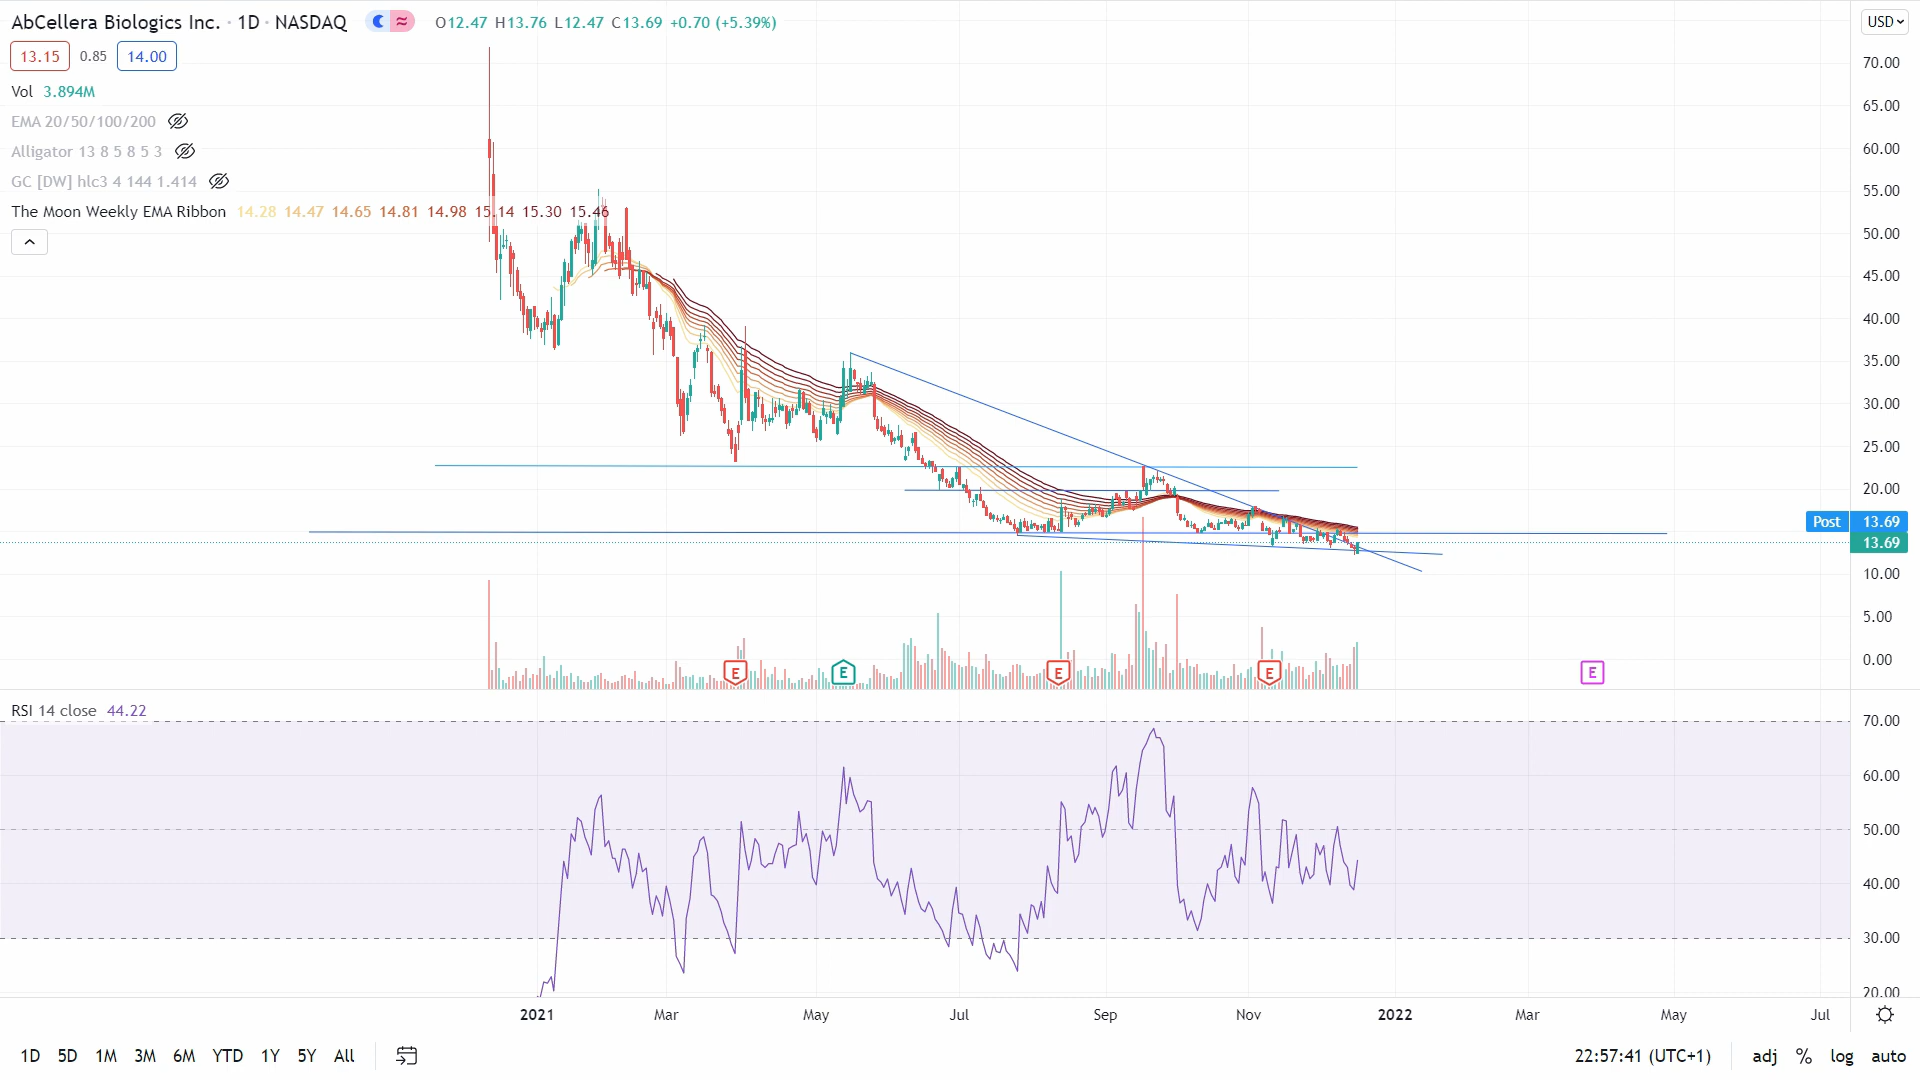 AbCellera Biologics Inc. · 1D · NASDAQ O12.47 H13.76 L12.47 C13.69 +0.70 (+5.39%)
USD
13.15 0.85 14.00
Vol 3.894M
EMA 20/50/100/200
Alligator 13 8 5 8 5 3
GC [DW] hlc3 4 144 1.414
The Moon Weekly EMA Ribbon 14.28 14.47 14.65 14.81 14.98 15.14 15.30 15.46
70.00
65.00
60.00
55.00
50.00
45.00
40.00
35.00
30.00
25.00
20.00
Post 13.69
13.69
10.00
5.00
0.00
E E E E E
RSI 14 close 44.22
70.00
60.00
50.00
40.00
30.00
20.00
2021 Mar May Jul Sep Nov 2022 Mar May Jul
1D 5D 1M 3M 6M YTD 1Y 5Y All 22:57:41 (UTC+1) adj % log auto